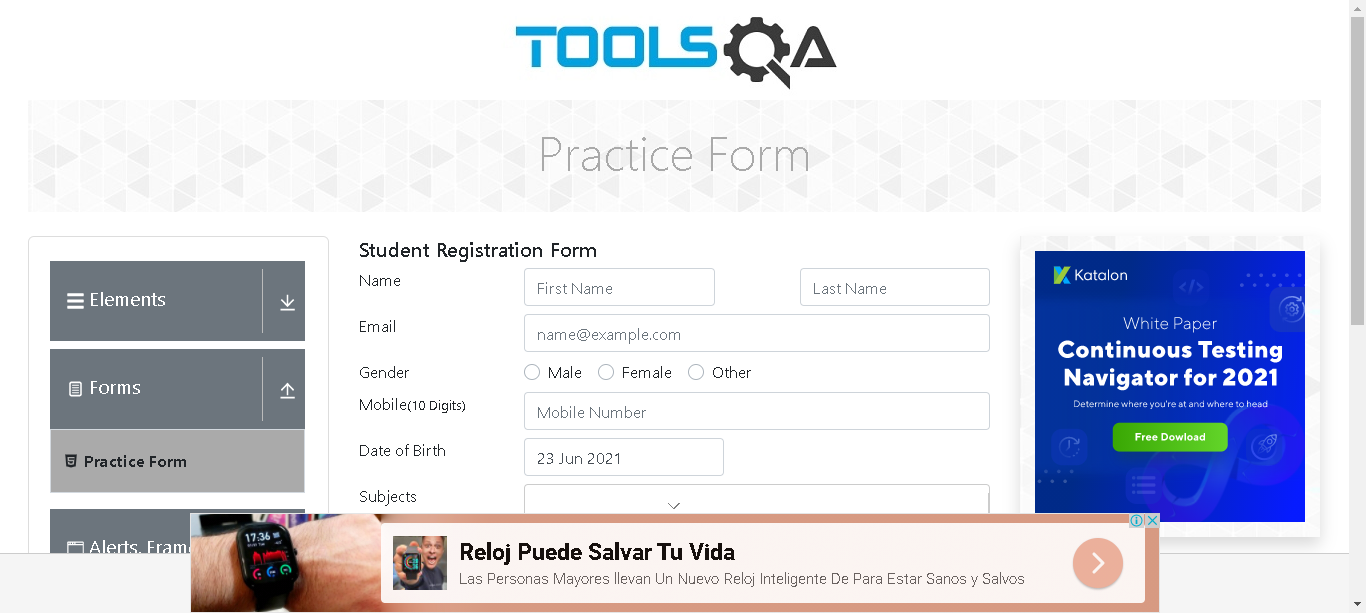 TOOLSQA
Practice Form
Elements
Forms
Practice Form
Alerts, Fram
Student Registration Form
Name
First Name
Last Name
Email
name@example.com
Gender
Male
Female
Other
Mobile(10 Digits)
Mobile Number
Date of Birth
23 Jun 2021
Subjects
Katalon
White Paper
Continuous Testing
Navigator for 2021
Determine where you're at and where to head
Free Dowload
17:36
Reloj Puede Salvar Tu Vida
Las Personas Mayores llevan Un Nuevo Reloj Inteligente De Para Estar Sanos y Salvos